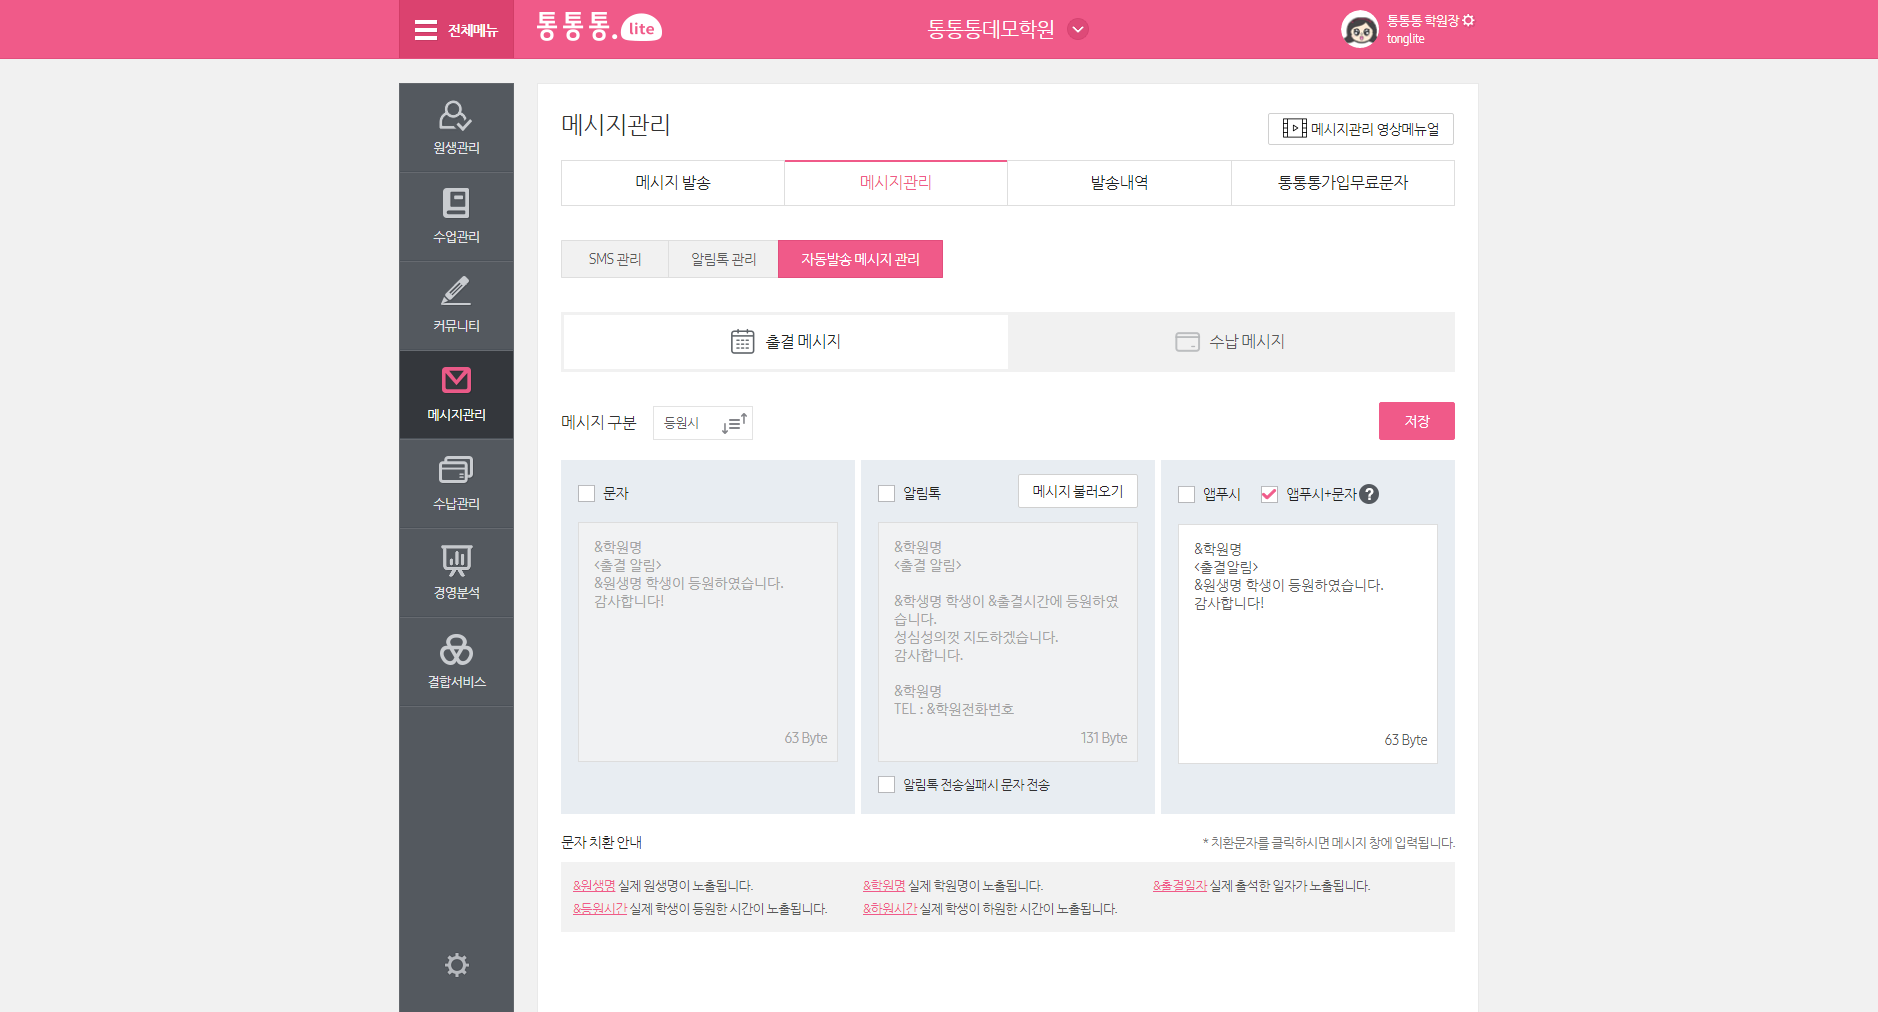 전체메뉴
통통통.lite
통통통데모학원
통통통 학원장
tonglite
원생관리
수업관리
커뮤니티
메시지관리
수납관리
경영분석
결합서비스
메시지관리
메시지관리 영상메뉴얼
메시지 발송
메시지관리
발송내역
통통통가입무료문자
SMS 관리
알림톡 관리
자동발송 메시지 관리
출결 메시지
수납 메시지
메시지 구분
등원시
저장
문자
&학원명
<출결 알림>
&원생명 학생이 등원하였습니다.
감사합니다!
63 Byte
알림톡
메시지 불러오기
&학원명
<출결 알림>
&학생명 학생이 &출결시간에 등원하였
습니다.
성심성의껏 지도하겠습니다.
감사합니다.
&학원명
TEL : &학원전화번호
131 Byte
알림톡 전송실패시 문자 전송
앱푸시
앱푸시+문자 ?
&학원명
<출결알림>
&원생명 학생이 등원하였습니다.
감사합니다!
63 Byte
문자 치환 안내
* 치환문자를 클릭하시면 메시지 창에 입력됩니다.
&원생명 실제 원생명이 노출됩니다.
&학원명 실제 학원명이 노출됩니다.
&출결일자 실제 출석한 일자가 노출됩니다.
&등원시간 실제 학생이 등원한 시간이 노출됩니다.
&하원시간 실제 학생이 하원한 시간이 노출됩니다.